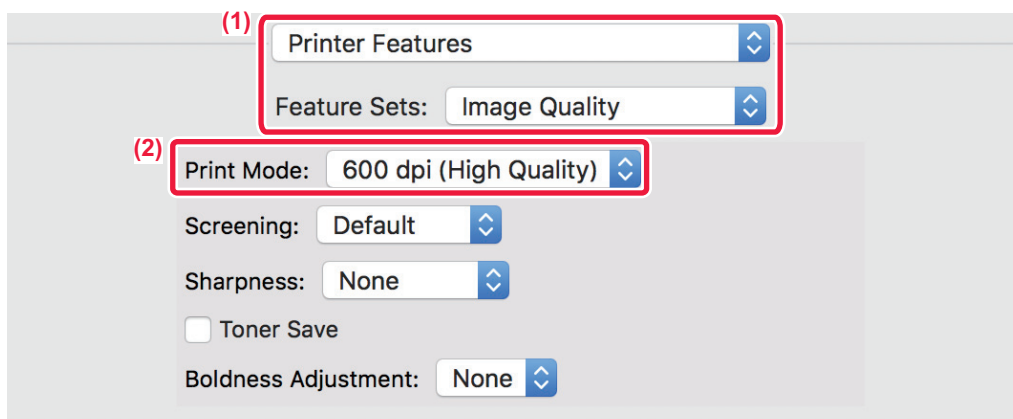 (1)
Printer Features
Feature Sets: Image Quality
(2)
Print Mode: 600 dpi (High Quality)
Screening: Default
Sharpness: None
Toner Save
Boldness Adjustment: None